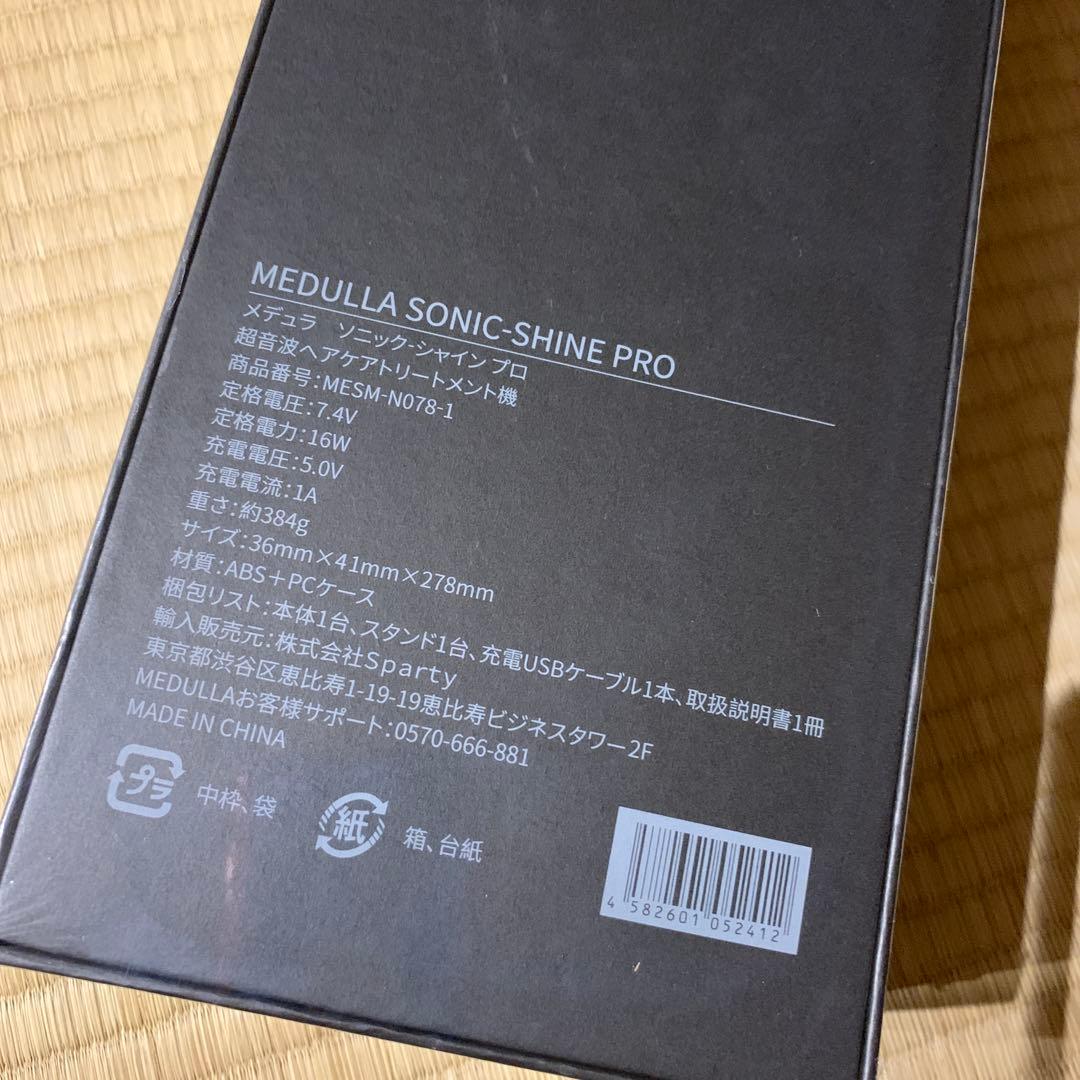 MEDULLA SONIC-SHINE PRO
メデュラ　ソニック-シャイン プロ
超音波ヘアケアトリートメント機
商品番号：MESM-N078-1
定格電圧：7.4V
定格電力：16W
充電電圧：5.0V
充電電流：1A
重さ：約384g
サイズ：36mm×41mm×278mm
材質：ABS＋PCケース
梱包リスト：本体1台、スタンド1台、充電USBケーブル1本、取扱説明書1冊
輸入販売元：株式会社Sparty
東京都渋谷区恵比寿1-19-19恵比寿ビジネスタワー2F
MEDULLAお客様サポート：0570-666-881
MADE IN CHINA
プラ 中枠、袋
紙 箱、台紙
4 582601 052412